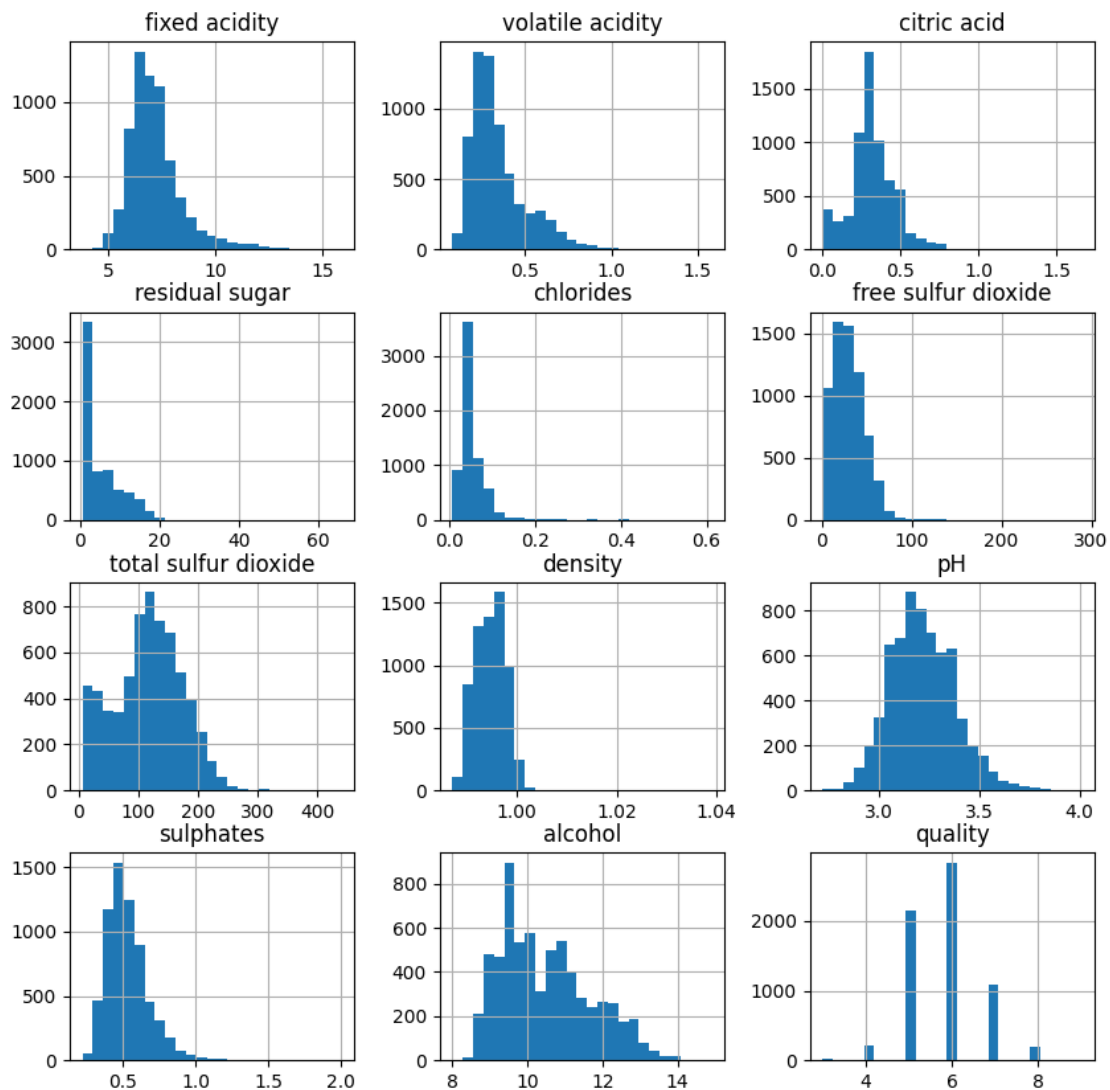 fixed acidity volatile acidity citric acid
1000 1000 1500
500 500 1000
0 0 500
0
5 10 15 0.5 1.0 1.5 0.0 0.5 1.0 1.5
residual sugar chlorides free sulfur dioxide
3000 3000 1500
2000 2000 1000
1000 1000 500
0 0 0
0 20 40 60 0.0 0.2 0.4 0.6 0 100 200 300
total sulfur dioxide density pH
800 1500 800
600 1000 600
400 500 400
200 0 200
0 0
0 100 200 300 400 1.00 1.02 1.04 3.0 3.5 4.0
sulphates alcohol quality
1500 800 2000
1000 600 1000
500 400 0
0 200
0
0.5 1.0 1.5 2.0 8 10 12 14 4 6 8